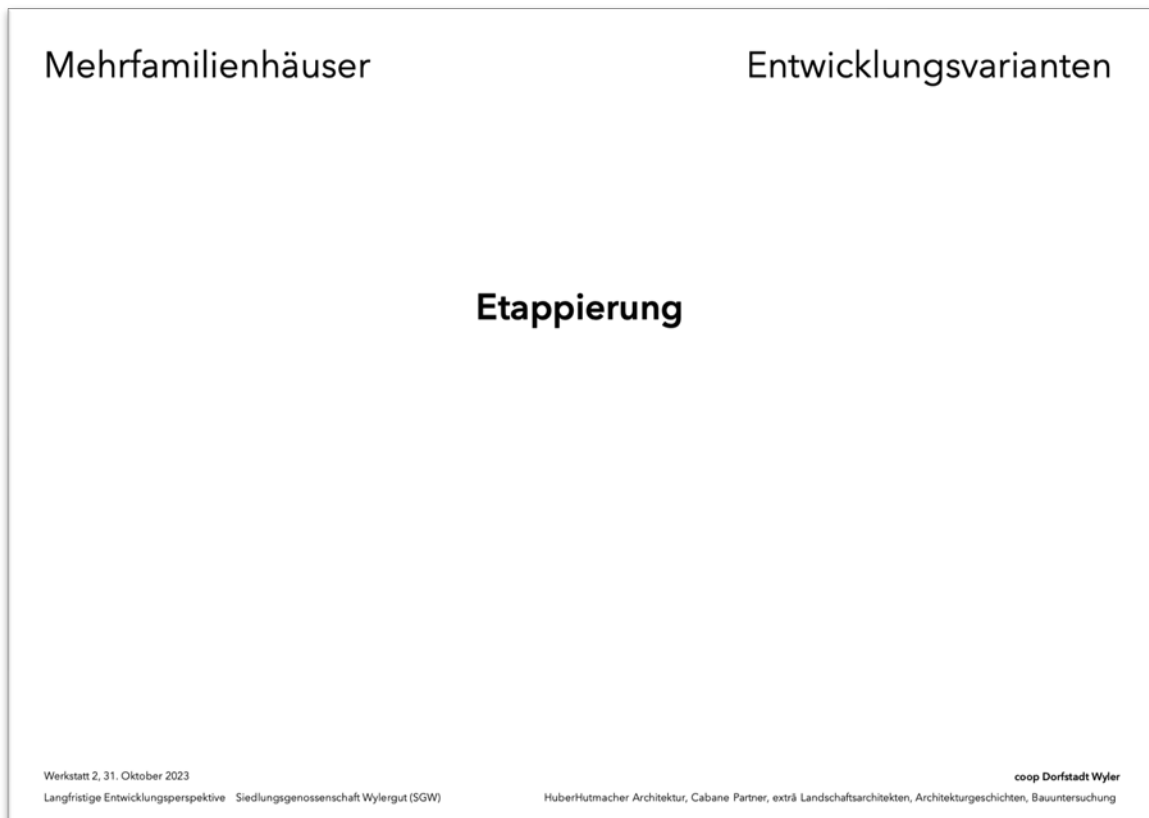 Mehrfamilienhäuser
Entwicklungsvarianten
Etappierung
Werkstatt 2, 31. Oktober 2023
coop Dorfstadt Wyler
Langfristige Entwicklungsperspektive Siedlungsgenossenschaft Wylergut (SGW)
HuberHutmacher Architektur, Cabane Partner, extrã Landschaftsarchitekten, Architekturgeschichten, Bauuntersuchung